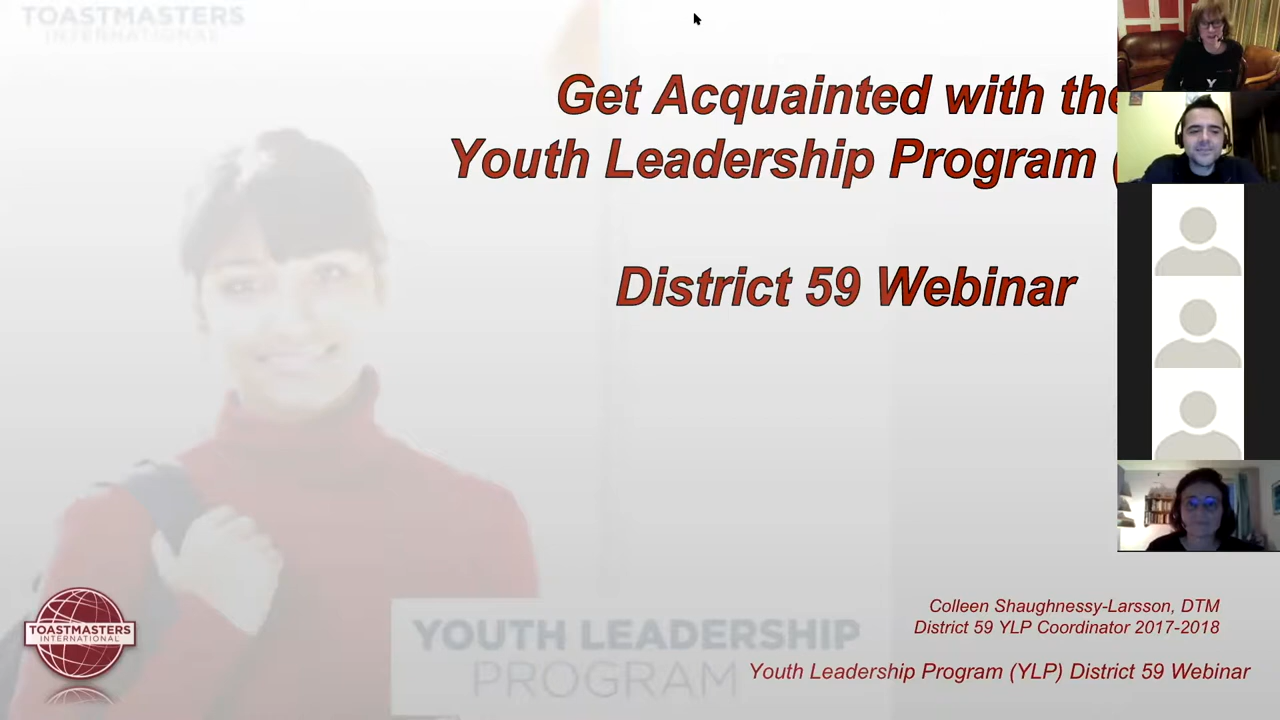 TOASTMASTERS
INTERNATIONAL
Get Acquainted with the
Youth Leadership Program (
District 59 Webinar
YOUTH LEADERSHIP
PROGRAM
TOASTMASTERS
INTERNATIONAL
Colleen Shaughnessy-Larsson, DTM
District 59 YLP Coordinator 2017-2018
Youth Leadership Program (YLP) District 59 Webinar